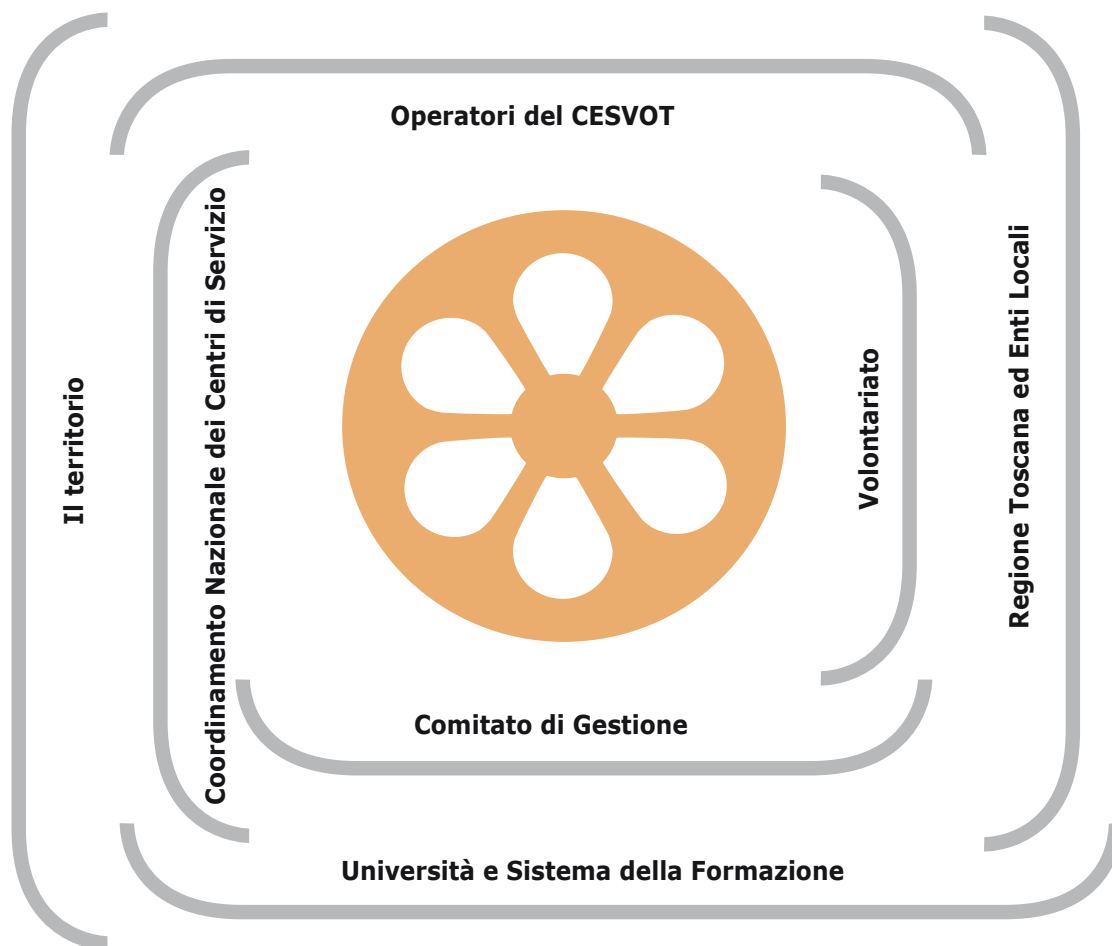 Operatori del CESVOT
Il territorio
Coordinamento Nazionale dei Centri di Servizio
Volontariato
Regione Toscana ed Enti Locali
Comitato di Gestione
Università e Sistema della Formazione